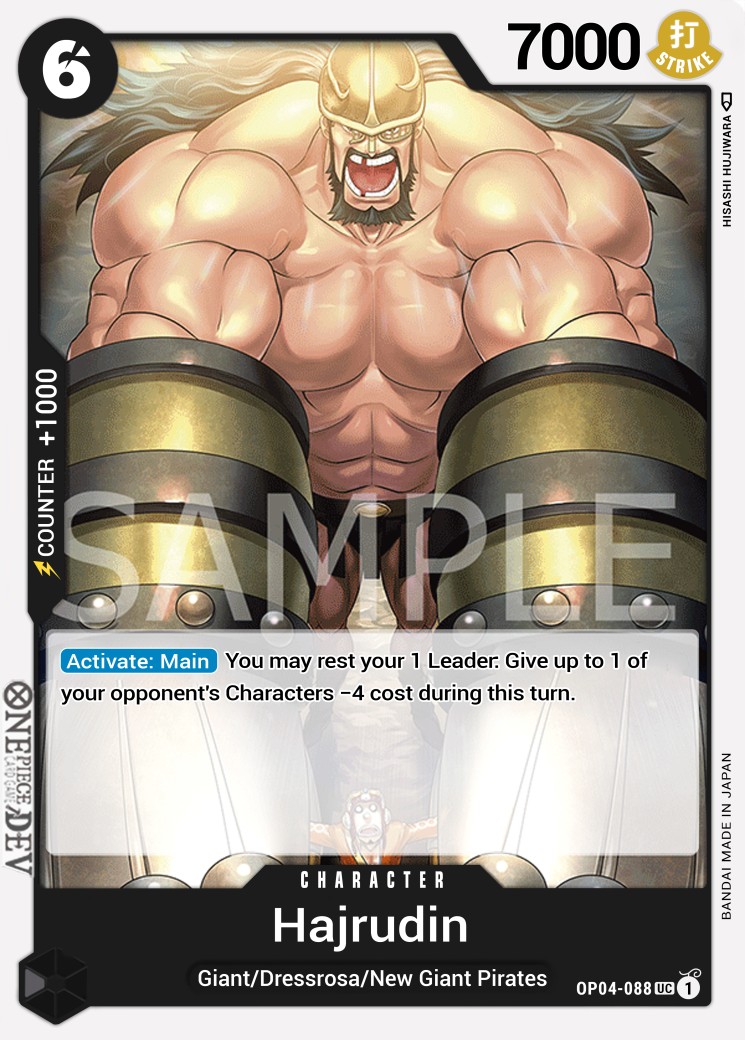 6
7000
打
STRIKE
HISASHI HUJIWARA
COUNTER +1000
SAMPLE
Activate: Main You may rest your 1 Leader: Give up to 1 of
your opponent's Characters −4 cost during this turn.
ONE PIECE
CARD GAME
.DEV
BANDAI MADE IN JAPAN
CHARACTER
Hajrudin
Giant/Dressrosa/New Giant Pirates
OP04-088 UC 1